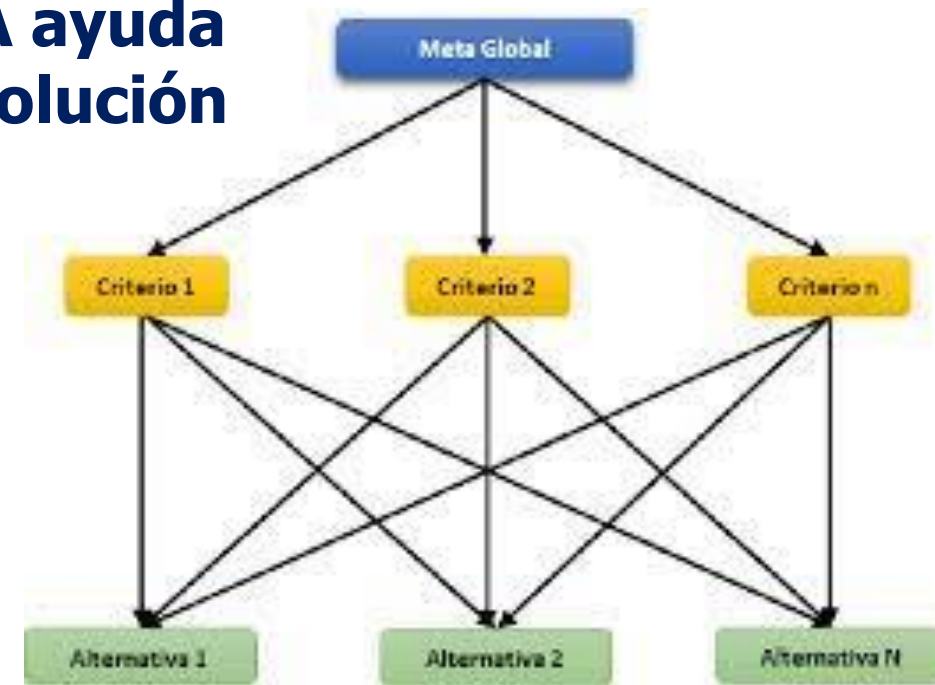 A ayuda
olución
Meta Global
Criterio 1
Criterio 2
Criterio n
Alternativa 1
Alternativa 2
Alternativa N